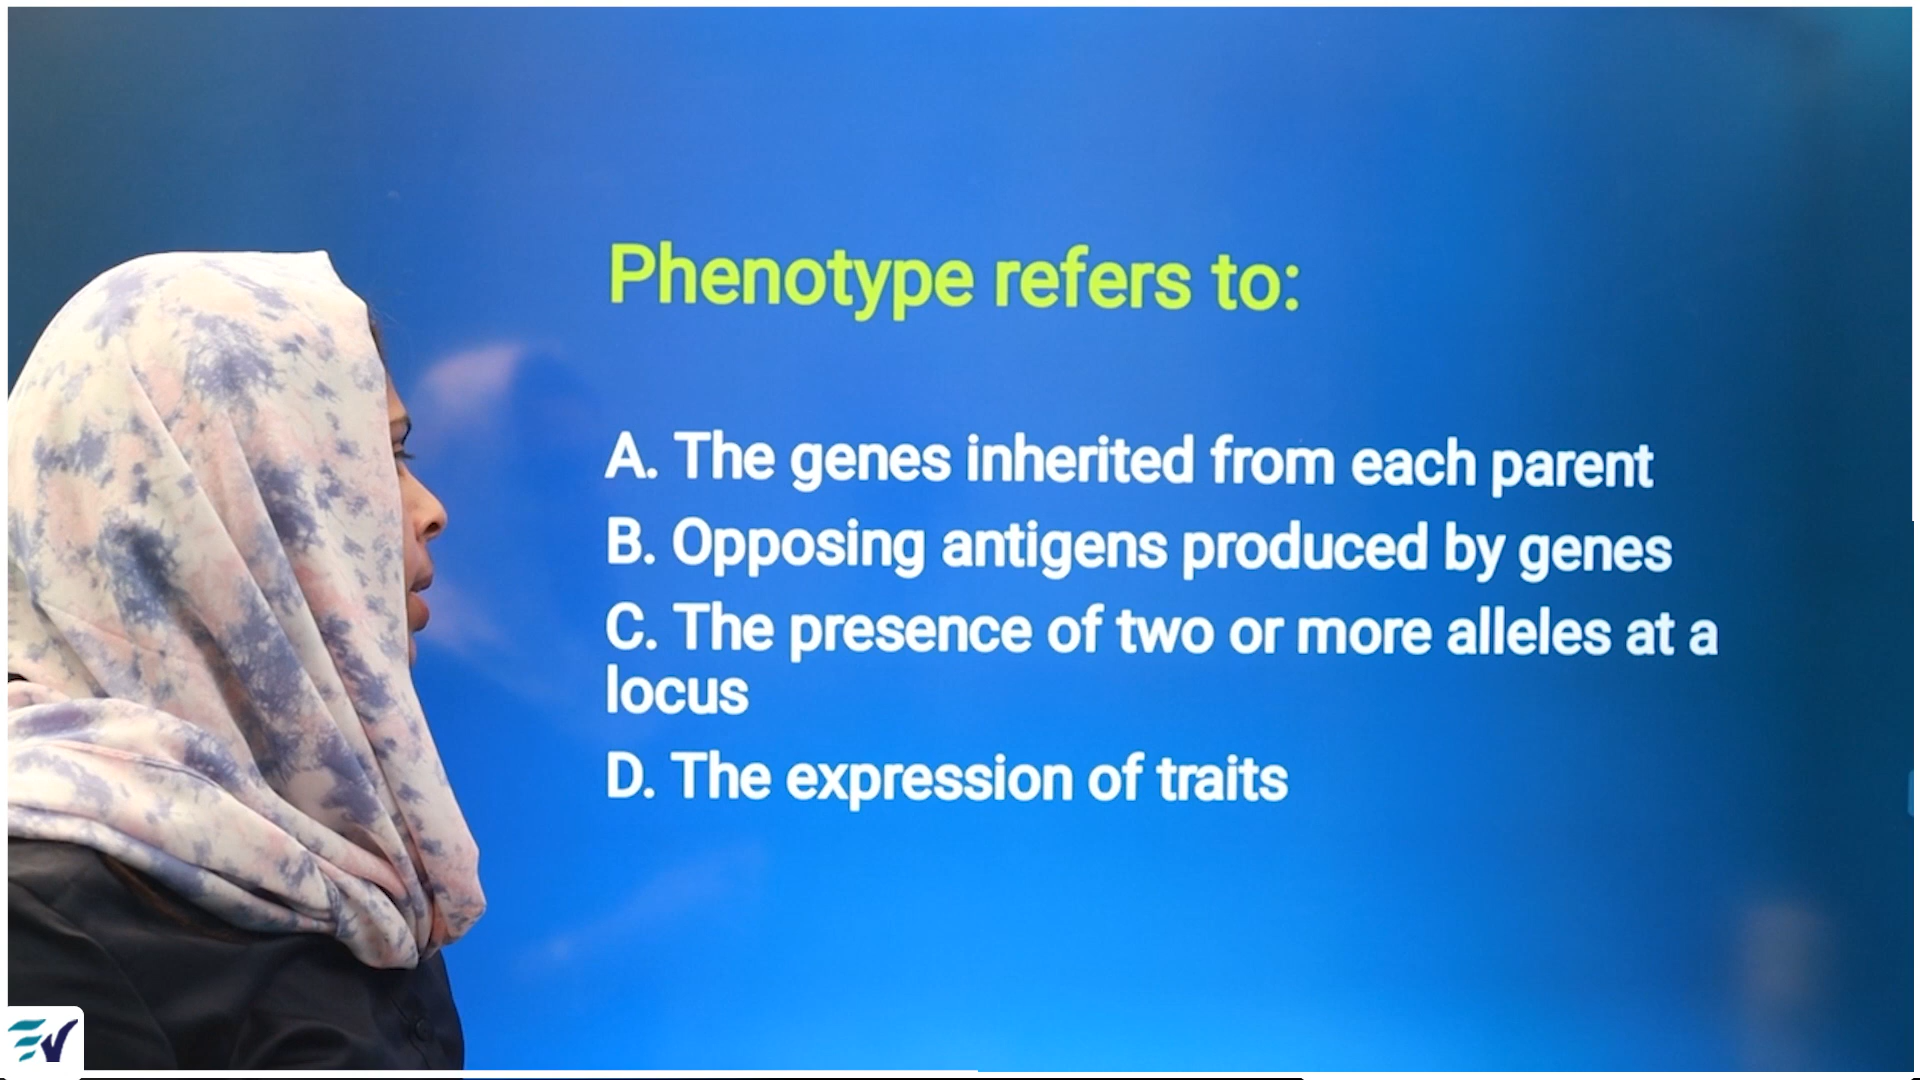 Phenotype refers to:
A. The genes inherited from each parent
B. Opposing antigens produced by genes
C. The presence of two or more alleles at a
locus
D. The expression of traits